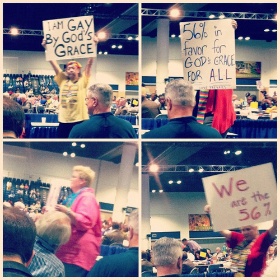 I AM GAY
By GOD'S
GRACE
56% in
favor for
GOD'S GRACE
FOR ALL
We
are the
56%